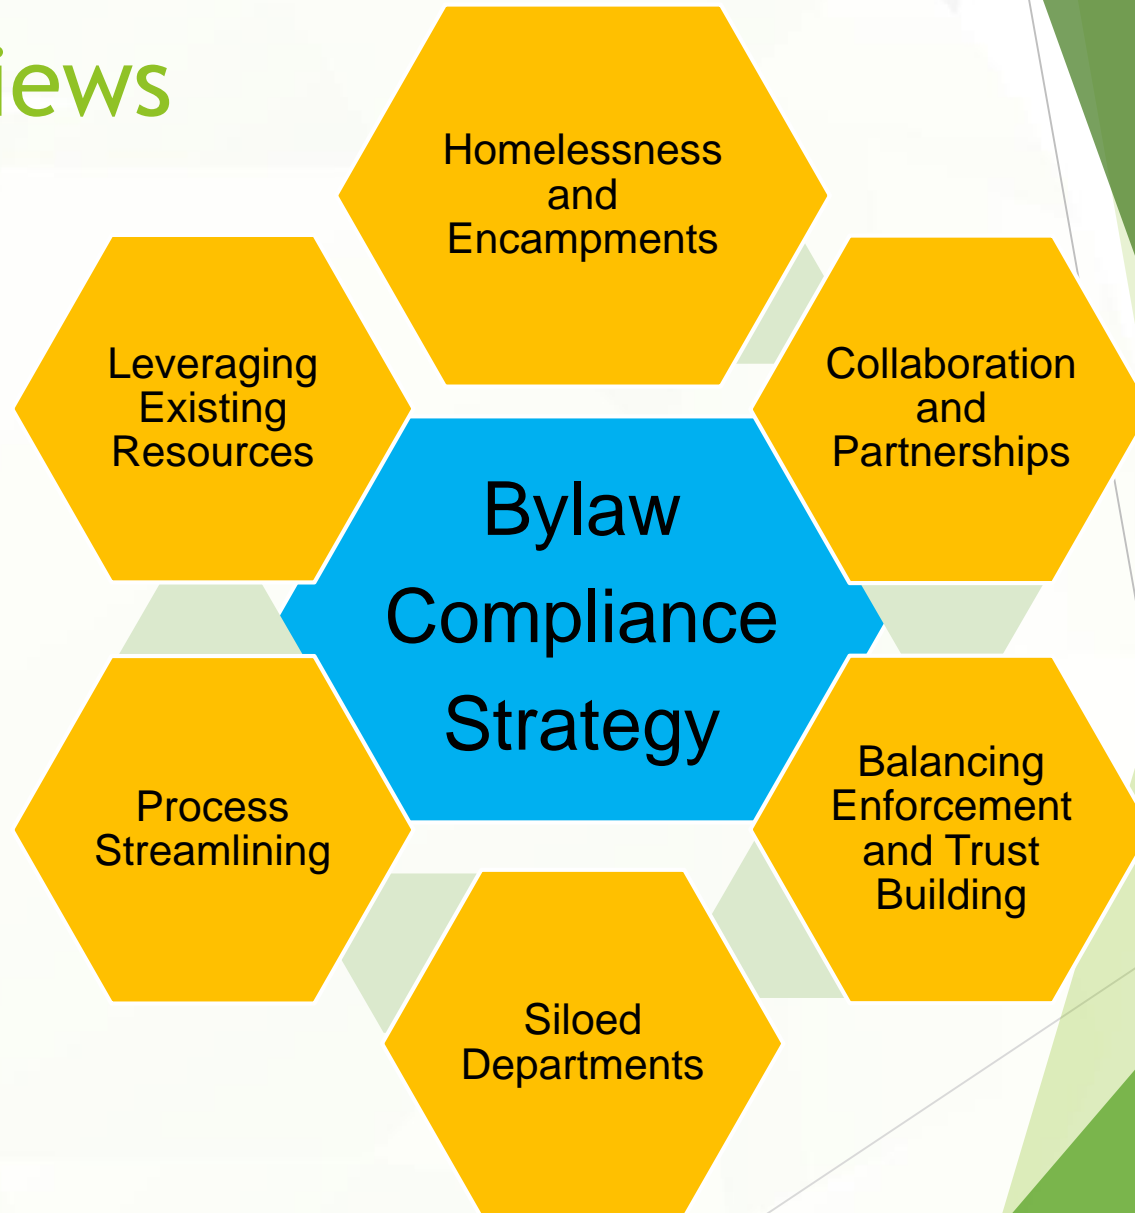 iews
Homelessness
and
Encampments
Leveraging
Existing
Resources
Collaboration
and
Partnerships
Bylaw
Compliance
Strategy
Process
Streamlining
Balancing
Enforcement
and Trust
Building
Siloed
Departments